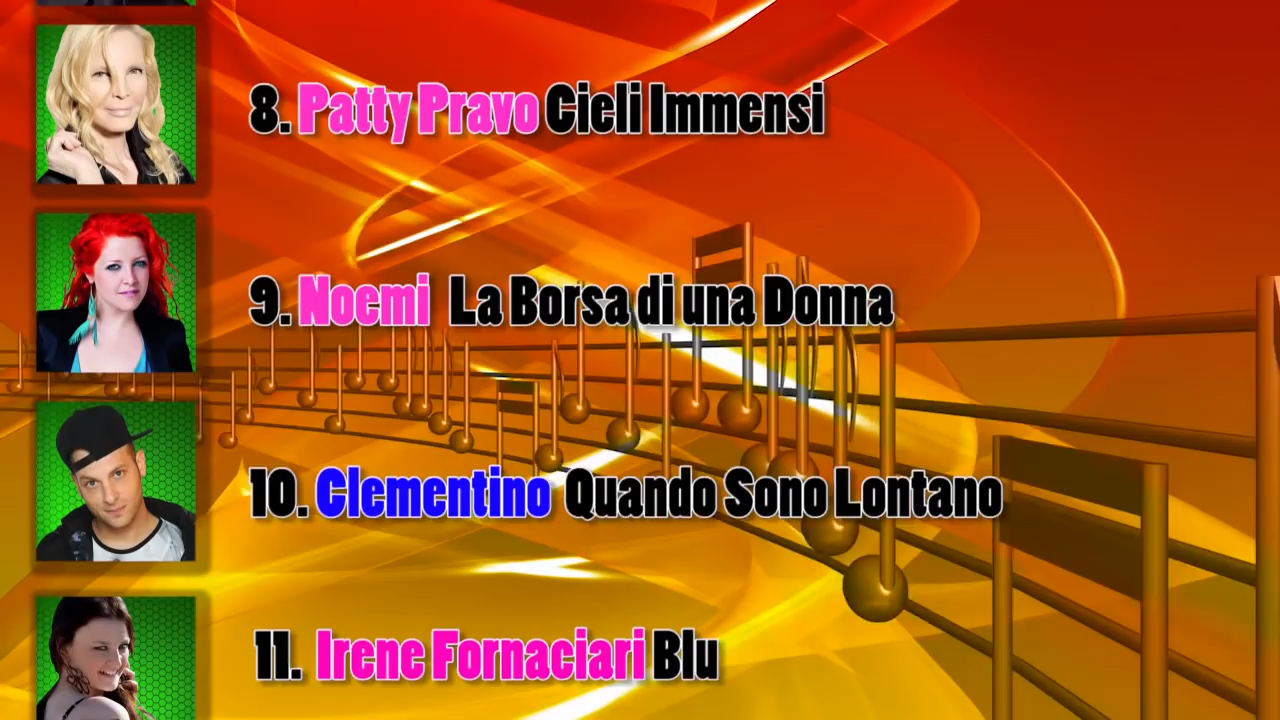 8. Patty Pravo Cieli Immensi
9. Noemi La Borsa di una Donna
10. Clementino Quando Sono Lontano
11. Irene Fornaciari Blu